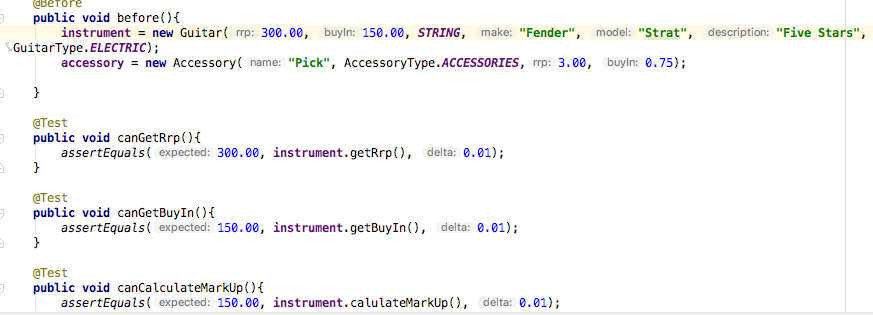 @Before
public void before(){
instrument = new Guitar( rrp: 300.00, buyIn: 150.00, STRING, make: "Fender", model: "Strat", description: "Five Stars",
GuitarType.ELECTRIC);
accessory = new Accessory( name: "Pick", AccessoryType.ACCESSORIES, rrp: 3.00, buyIn: 0.75);
}
@Test
public void canGetRrp(){
assertEquals( expected: 300.00, instrument.getRrp(), delta: 0.01);
}
@Test
public void canGetBuyIn(){
assertEquals( expected: 150.00, instrument.getBuyIn(), delta: 0.01);
}
@Test
public void canCalculateMarkUp(){
assertEquals( expected: 150.00, instrument.calulateMarkUp(), delta: 0.01);